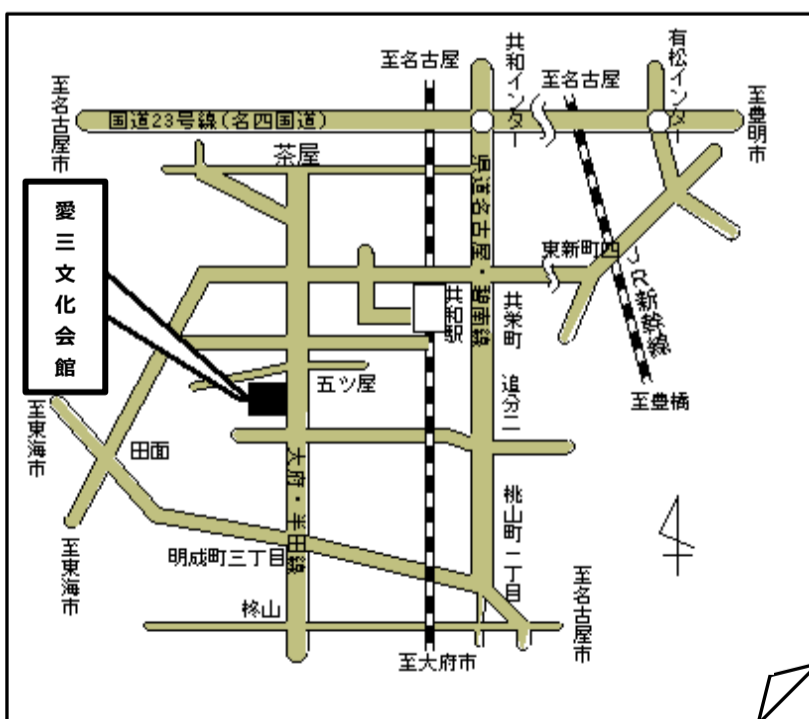 至名古屋
共和インター
至名古屋
有松インター
至名古屋市
国道23号線(名四国道)
至豊明市
茶屋
愛三文化会館
県道名古屋・碧南線
東新町四
JR新幹線
共和駅
共栄町
五ツ屋
追分二
至豊橋
至東海市
田面
大府・半田線
桃山町一丁目
明成町三丁目
至東海市
至名古屋市
柊山
至大府市